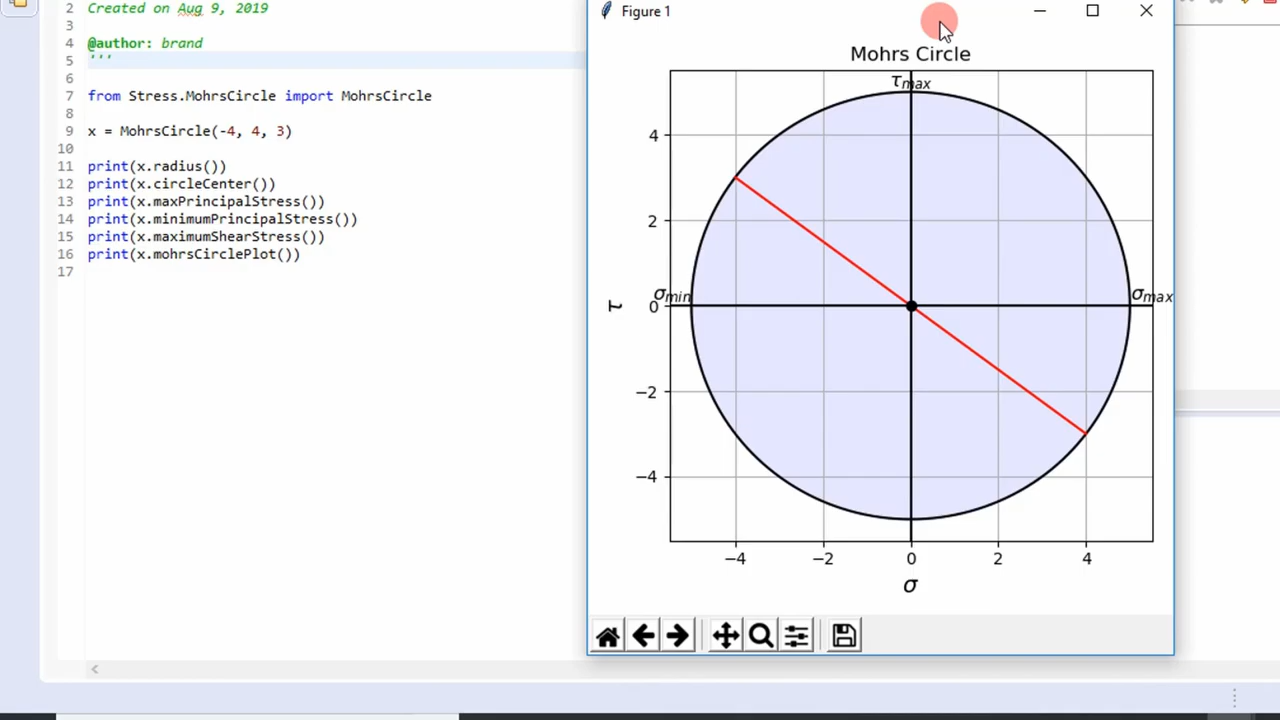 2 Created on Aug 9, 2019
3
4 @author: brand
5 '''
6
7 from Stress.MohrsCircle import MohrsCircle
8
9 x = MohrsCircle(-4, 4, 3)
10
11 print(x.radius())
12 print(x.circleCenter())
13 print(x.maxPrincipalStress())
14 print(x.minimumPrincipalStress())
15 print(x.maximumShearStress())
16 print(x.mohrsCirclePlot())
17
Figure 1
Mohrs Circle
τmax
4
2
σmin
0
σmax
τ
−2
−4
−4 −2 0 2 4
σ